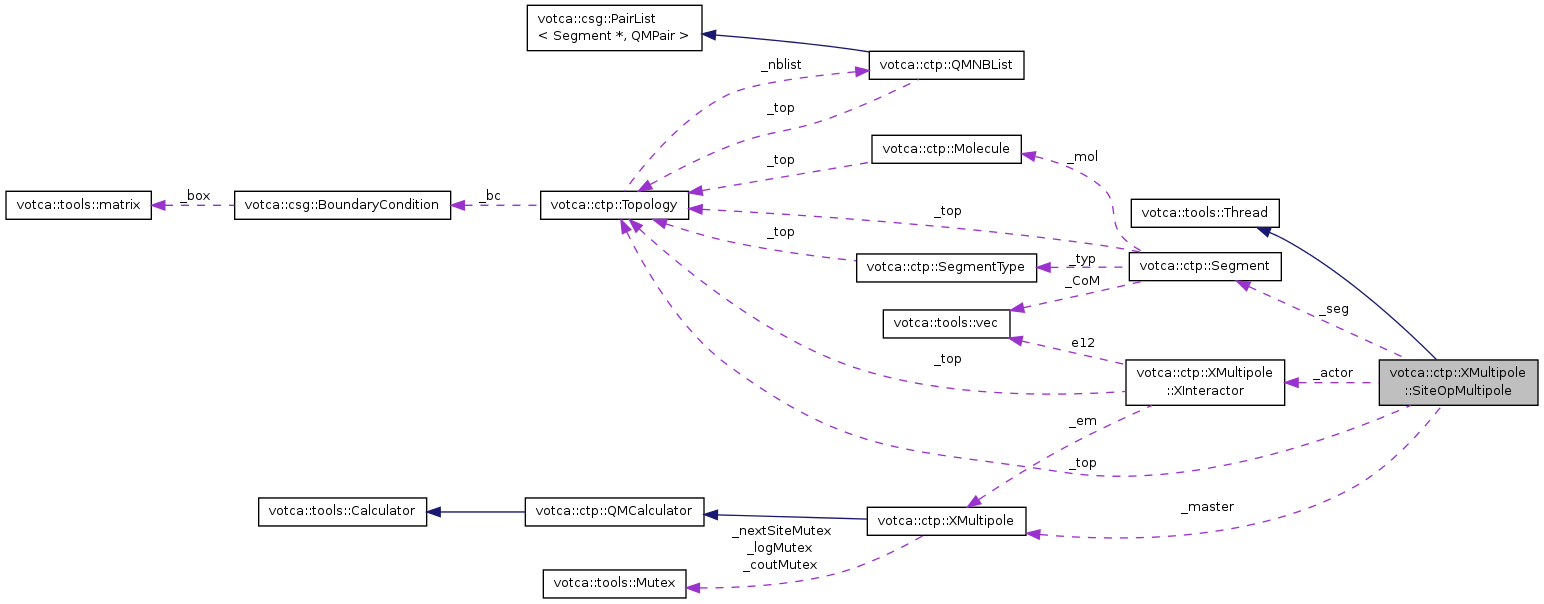 votca::csg::PairList
< Segment *, QMPair >
_nblist
votca::ctp::QMNBList
_top
votca::ctp::Molecule
_mol
_top
votca::tools::matrix
_box
votca::csg::BoundaryCondition
_bc
votca::ctp::Topology
_top
votca::tools::Thread
_top
votca::ctp::SegmentType
_typ
votca::ctp::Segment
_CoM
votca::tools::vec
_seg
e12
_top
votca::ctp::XMultipole
::XInteractor
_actor
votca::ctp::XMultipole
::SiteOpMultipole
_em
_top
votca::tools::Calculator
votca::ctp::QMCalculator
votca::ctp::XMultipole
_master
_nextSiteMutex
_logMutex
_coutMutex
votca::tools::Mutex